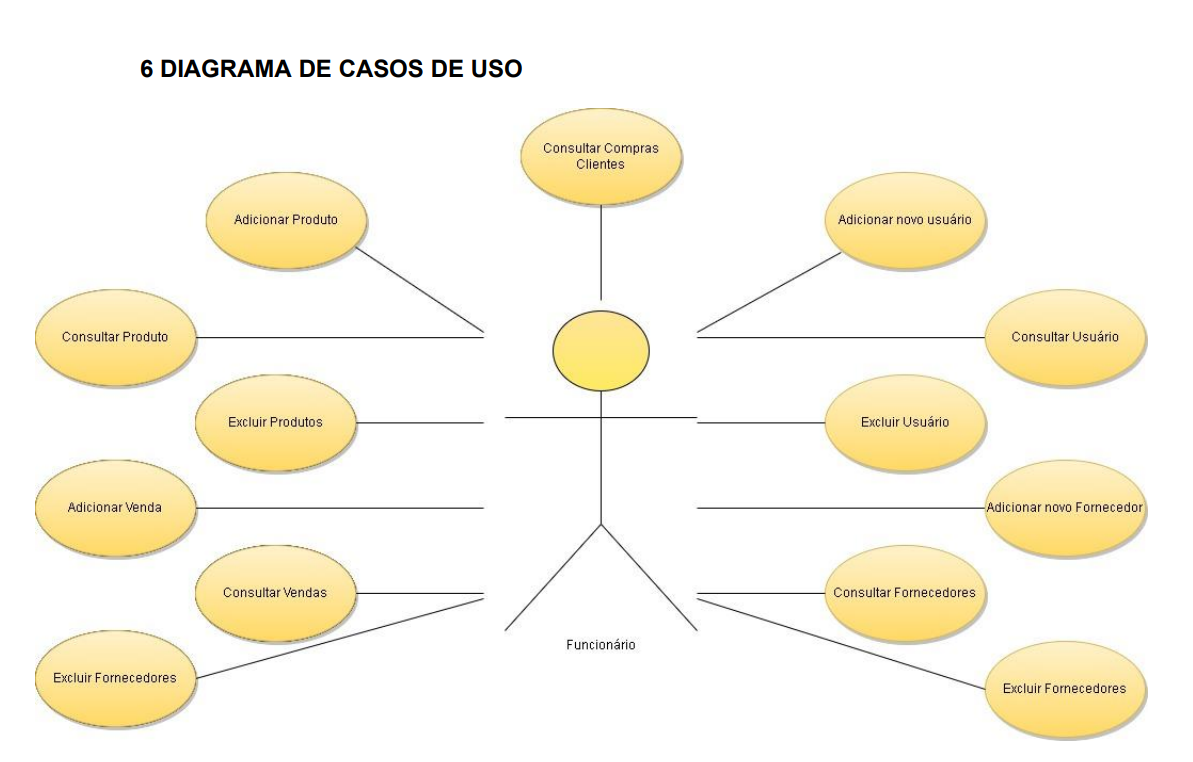 6 DIAGRAMA DE CASOS DE USO
Consultar Compras
Clientes
Adicionar Produto
Adicionar novo usuário
Consultar Produto
Consultar Usuário
Excluir Produtos
Excluir Usuário
Adicionar Venda
Adicionar novo Fornecedor
Consultar Vendas
Consultar Fornecedores
Funcionário
Excluir Fornecedores
Excluir Fornecedores